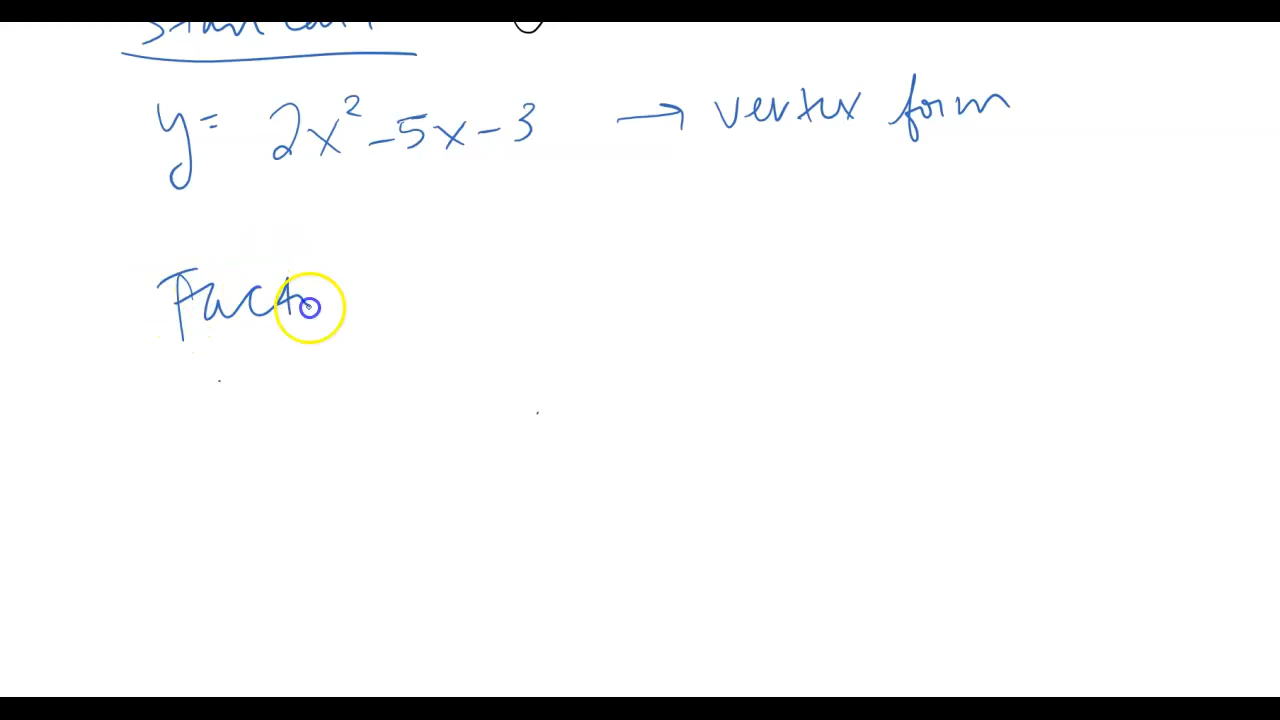 y= 2x² -5x - 3 → vertex form
Facto